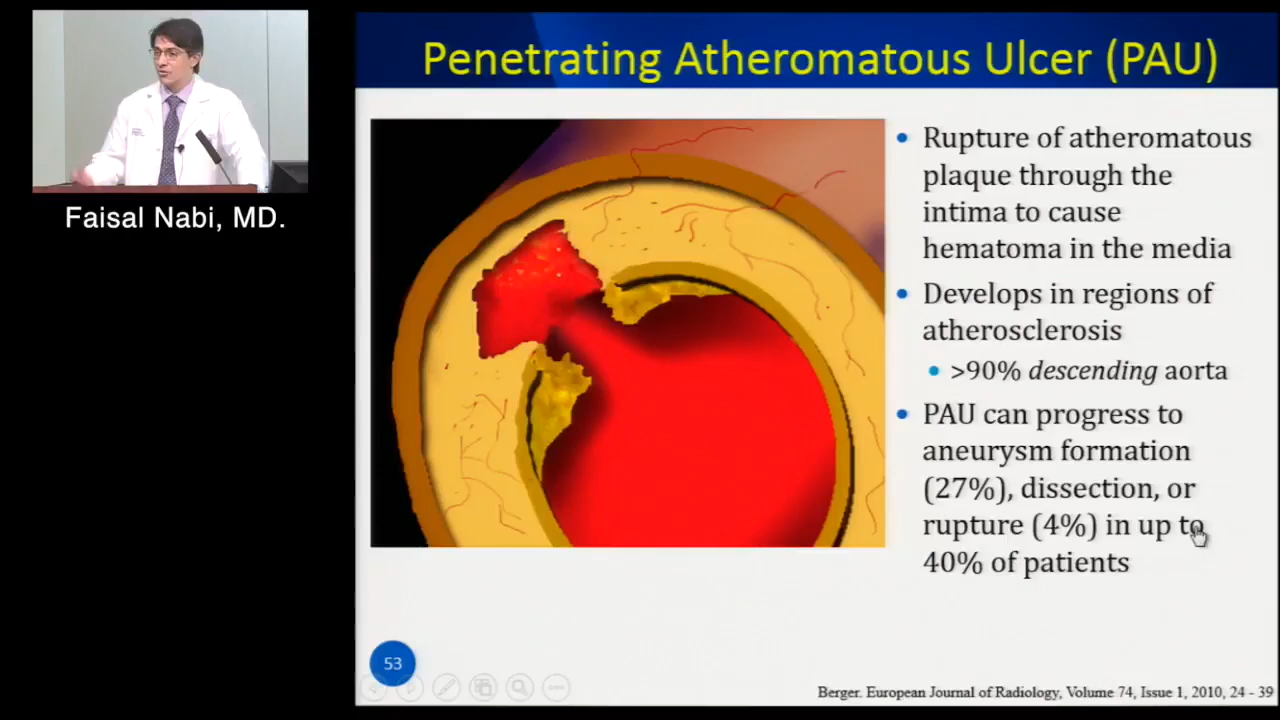 Penetrating Atheromatous Ulcer (PAU)
Faisal Nabi, MD.
• Rupture of atheromatous
plaque through the
intima to cause
hematoma in the media
• Develops in regions of
atherosclerosis
• >90% descending aorta
• PAU can progress to
aneurysm formation
(27%), dissection, or
rupture (4%) in up to
40% of patients
53
Berger. European Journal of Radiology, Volume 74, Issue 1, 2010, 24 - 39